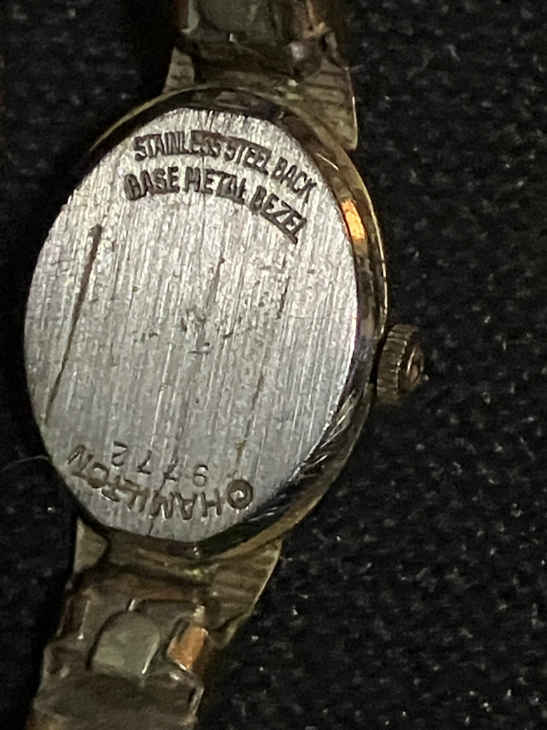 STAINLESS STEEL BACK
BASE METAL BEZEL
9772
HAMILTON